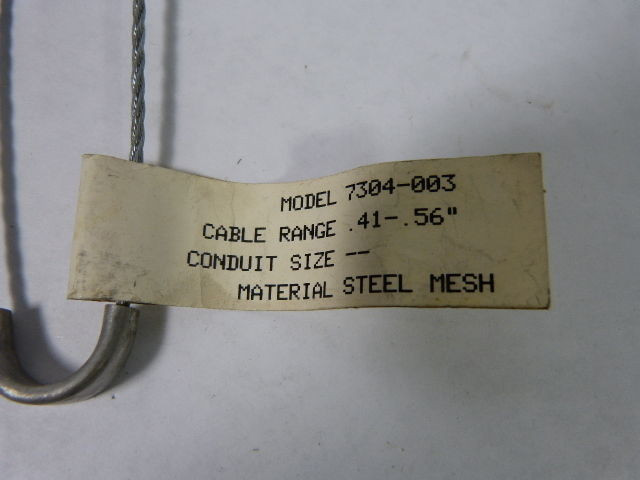 MODEL 7304-003
CABLE RANGE .41-.56"
CONDUIT SIZE --
MATERIAL STEEL MESH